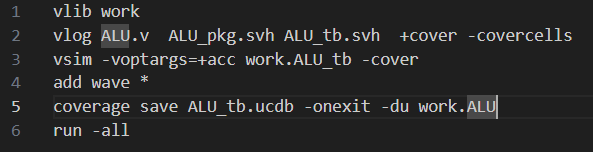 1 vlib work
2 vlog ALU.v  ALU_pkg.svh ALU_tb.svh  +cover -covercells
3 vsim -voptargs=+acc work.ALU_tb -cover
4 add wave *
5 coverage save ALU_tb.ucdb -onexit -du work.ALU
6 run -all